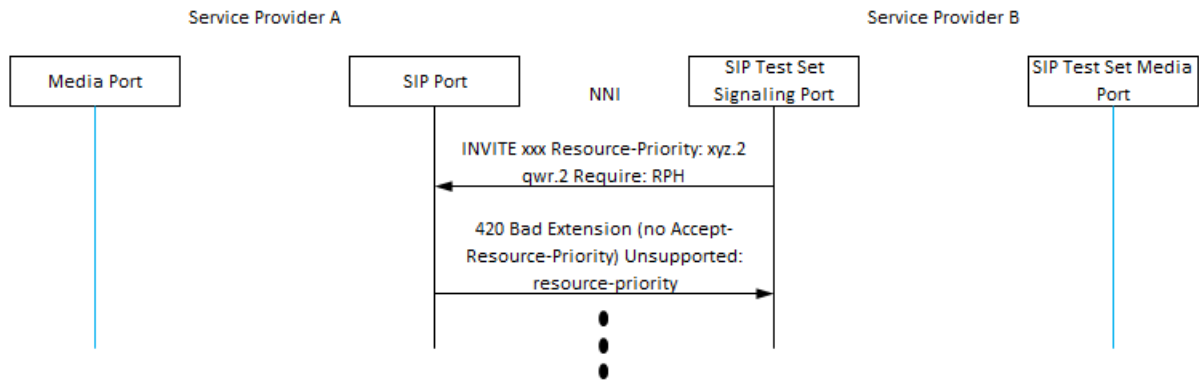 Service Provider A
Service Provider B
Media Port
SIP Port
NNI
SIP Test Set
Signaling Port
SIP Test Set Media
Port
INVITE xxx Resource-Priority: xyz.2
qwr.2 Require: RPH
420 Bad Extension (no Accept-
Resource-Priority) Unsupported:
resource-priority